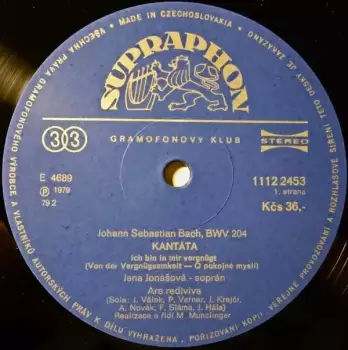 VŠECHNA PRÁVA GRAMOFONOVÉHO VÝROBCE A VLASTNÍKŮ AUTORSKÝCH PRÁV K DÍLU VYHRAŽENA. POŘIZOVÁNÍ KOPIÍ, VEŘEJNÉ PROVOZOVÁNÍ A ROZHLASOVÉ ŠÍŘENÍ TÉTO DESKY JE ZAKÁZÁNO
• MADE IN CZECHOSLOVAKIA •
SUPRAPHON
33
GRAMOFONOVÝ KLUB
STEREO
E 4689
℗ 1979
79 2
1112 2453
1. strana
Kčs 36,-
Johann Sebastian Bach, BWV 204
KANTÁTA
Ich bin in mir vergnügt
(Von der Vergnügsamkeit — O pokojné mysli)
Jana Jonášová - soprán
Ars rediviva
(Sóla: J. Válek, P. Verner, J. Krejčí,
A. Novák, F. Sláma, J. Hála)
Realizace a řídí M. Munclinger